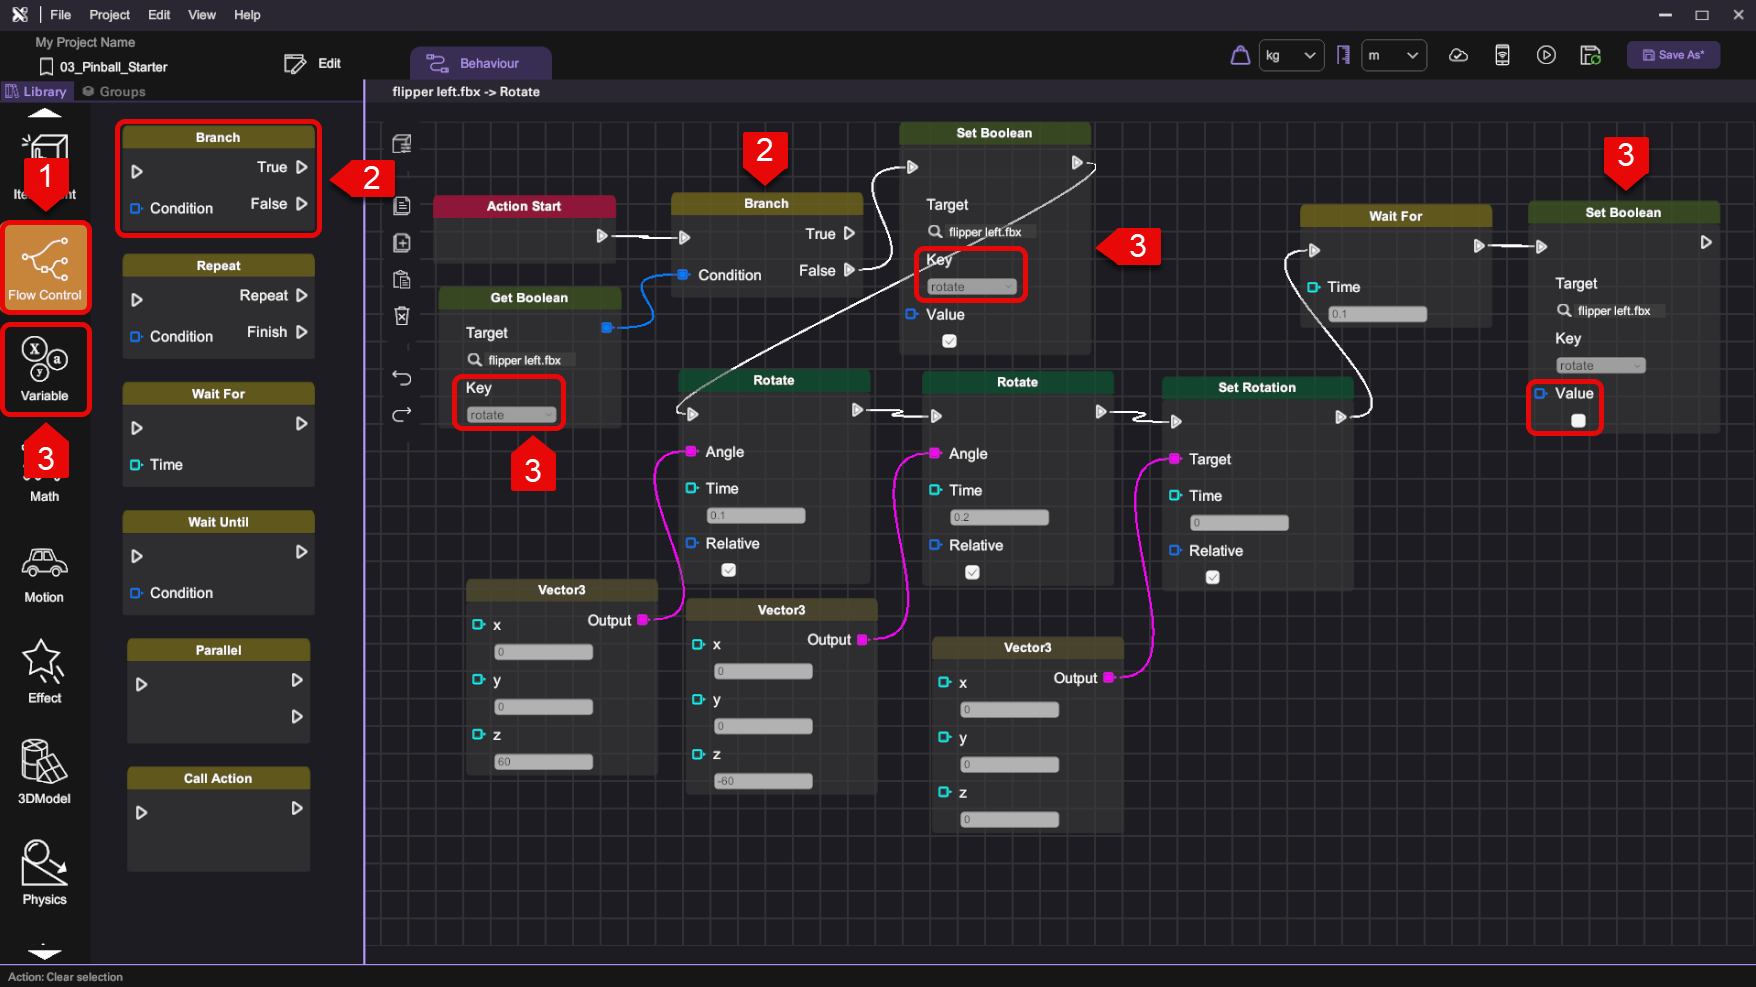 File Project Edit View Help
My Project Name
03_Pinball_Starter
Edit
Behaviour
kg
m
Save As*
Library
Groups
flipper left.fbx -> Rotate
1
Flow Control
Variable
3
Math
Motion
Effect
3DModel
Physics
Branch
True
Condition
False
2
Repeat
Repeat
Condition
Finish
Wait For
Time
Wait Until
Condition
Parallel
Call Action
Action Start
Get Boolean
Target
flipper left.fbx
Key
rotate
3
2
Branch
True
Condition
False
Set Boolean
Target
flipper left.fbx
Key
rotate
Value
3
Rotate
Angle
Time
0.1
Relative
Rotate
Angle
Time
0.2
Relative
Set Rotation
Target
Time
0
Relative
Wait For
Time
0.1
3
Set Boolean
Target
flipper left.fbx
Key
rotate
Value
Vector3
Output
x
0
y
0
z
60
Vector3
Output
x
0
y
0
z
-60
Vector3
Output
x
0
y
0
z
0
Action: Clear selection